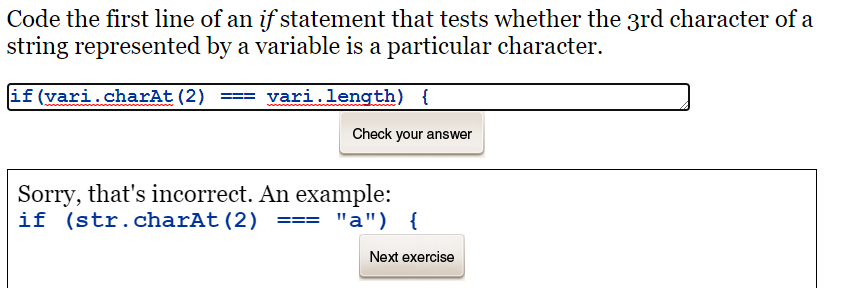 Code the first line of an if statement that tests whether the 3rd character of a
string represented by a variable is a particular character.
if(vari.charAt(2) === vari.length) {
Check your answer
Sorry, that's incorrect. An example:
if (str.charAt(2) === "a") {
Next exercise